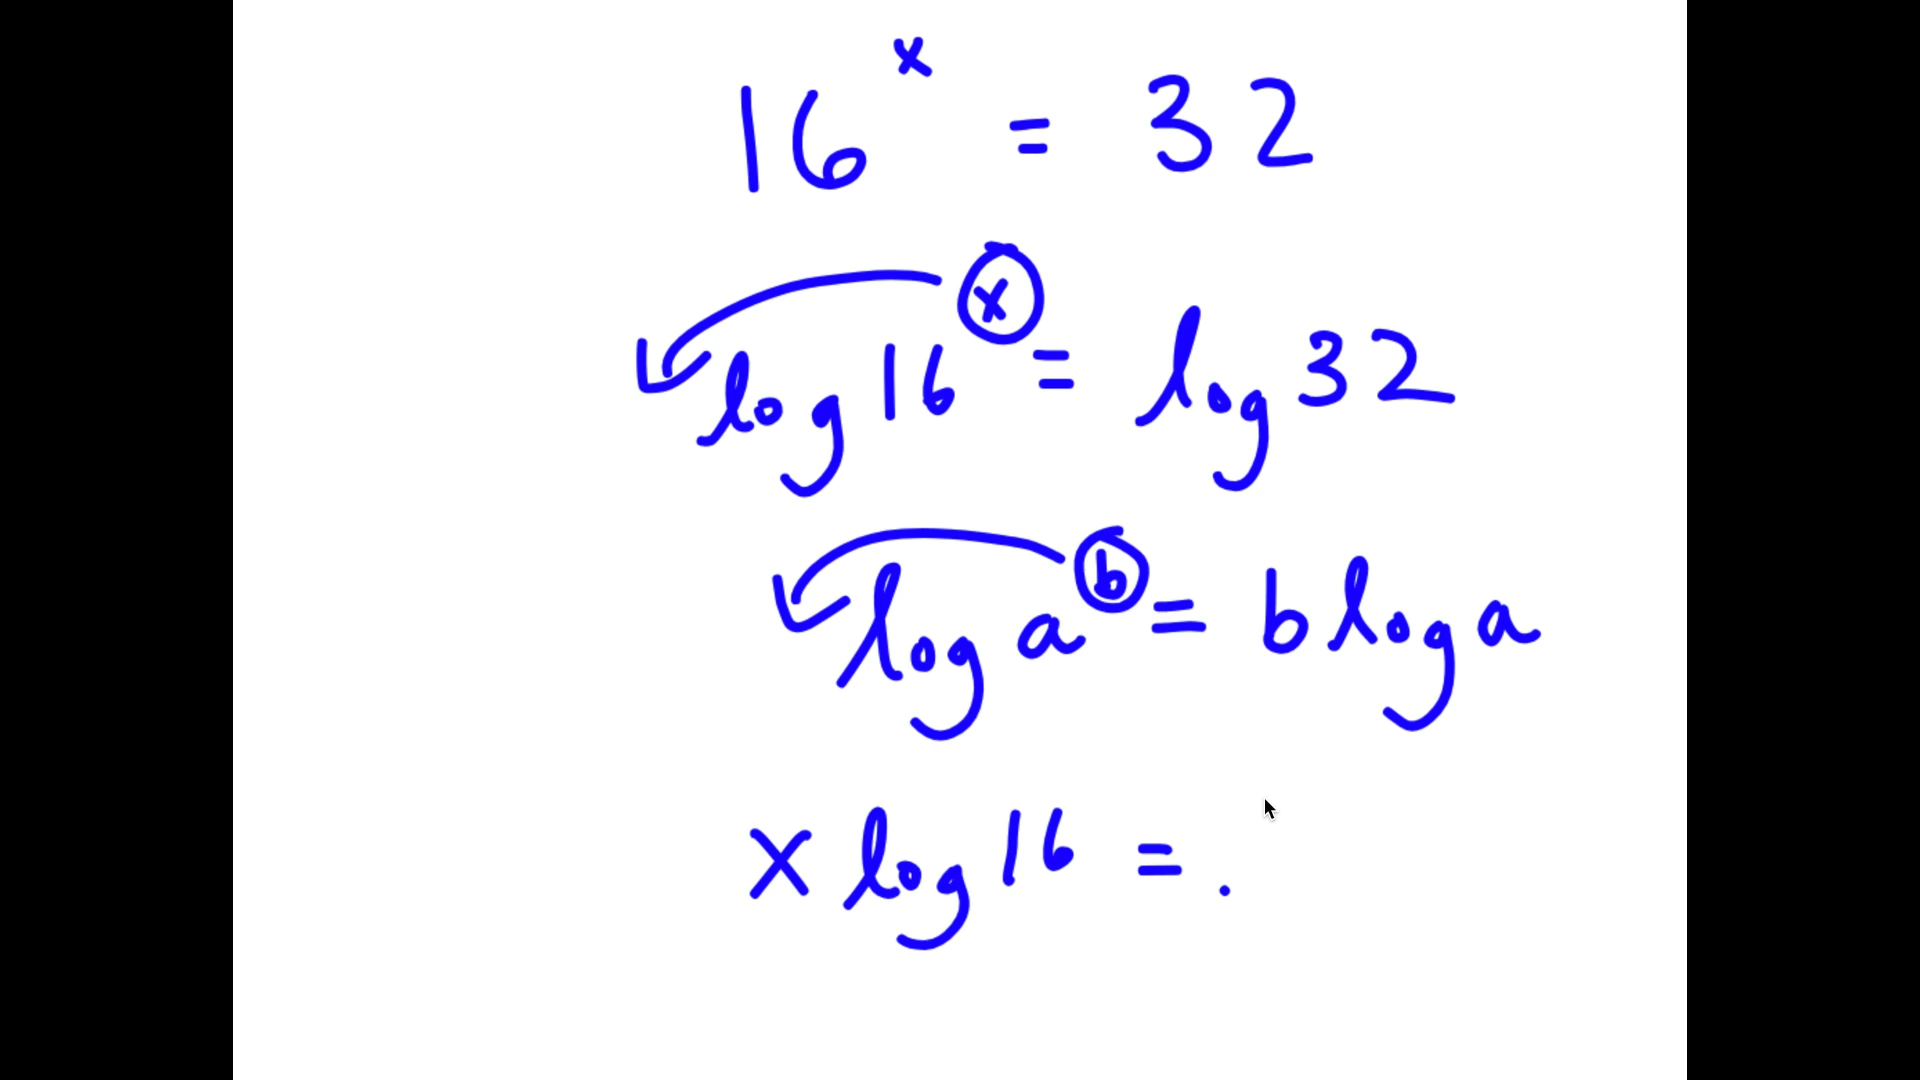 16^x = 32
log 16^x = log 32
log a^b = b log a
x log 16 = .